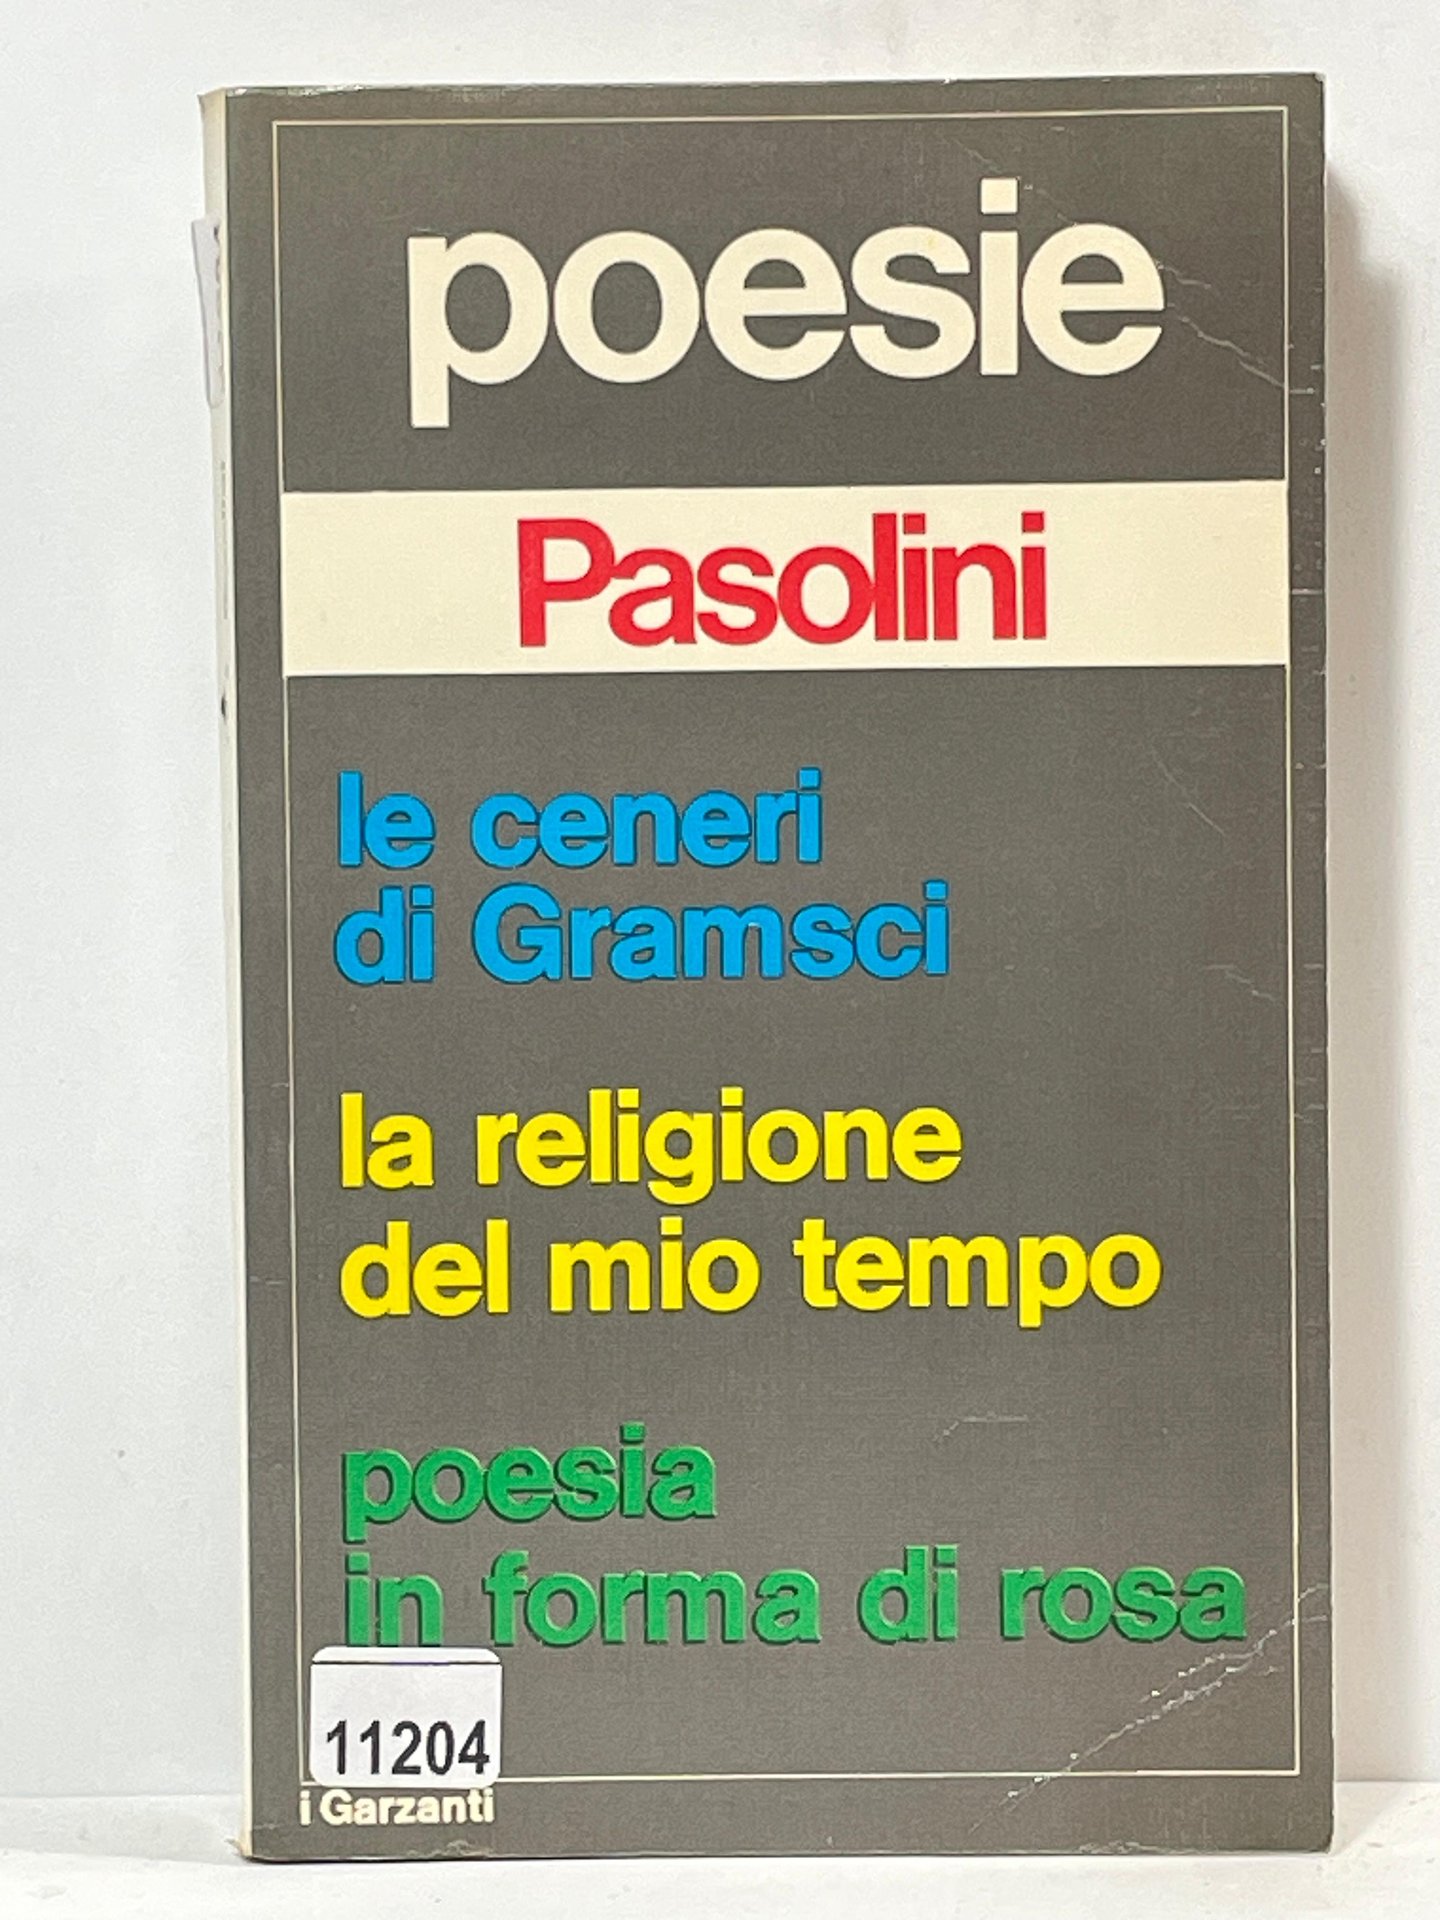 poesie
Pasolini
le ceneri
di Gramsci
la religione
del mio tempo
poesia
in forma di rosa
11204
i Garzanti